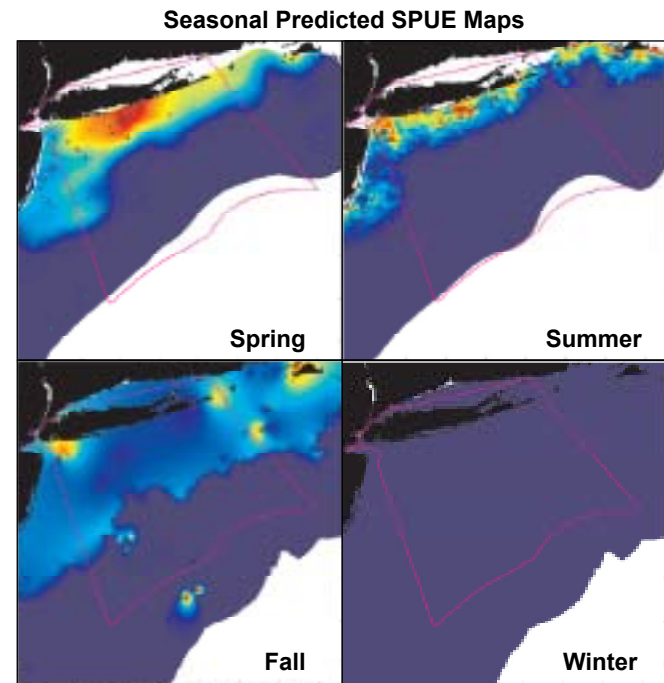 Seasonal Predicted SPUE Maps
Spring
Summer
Fall
Winter